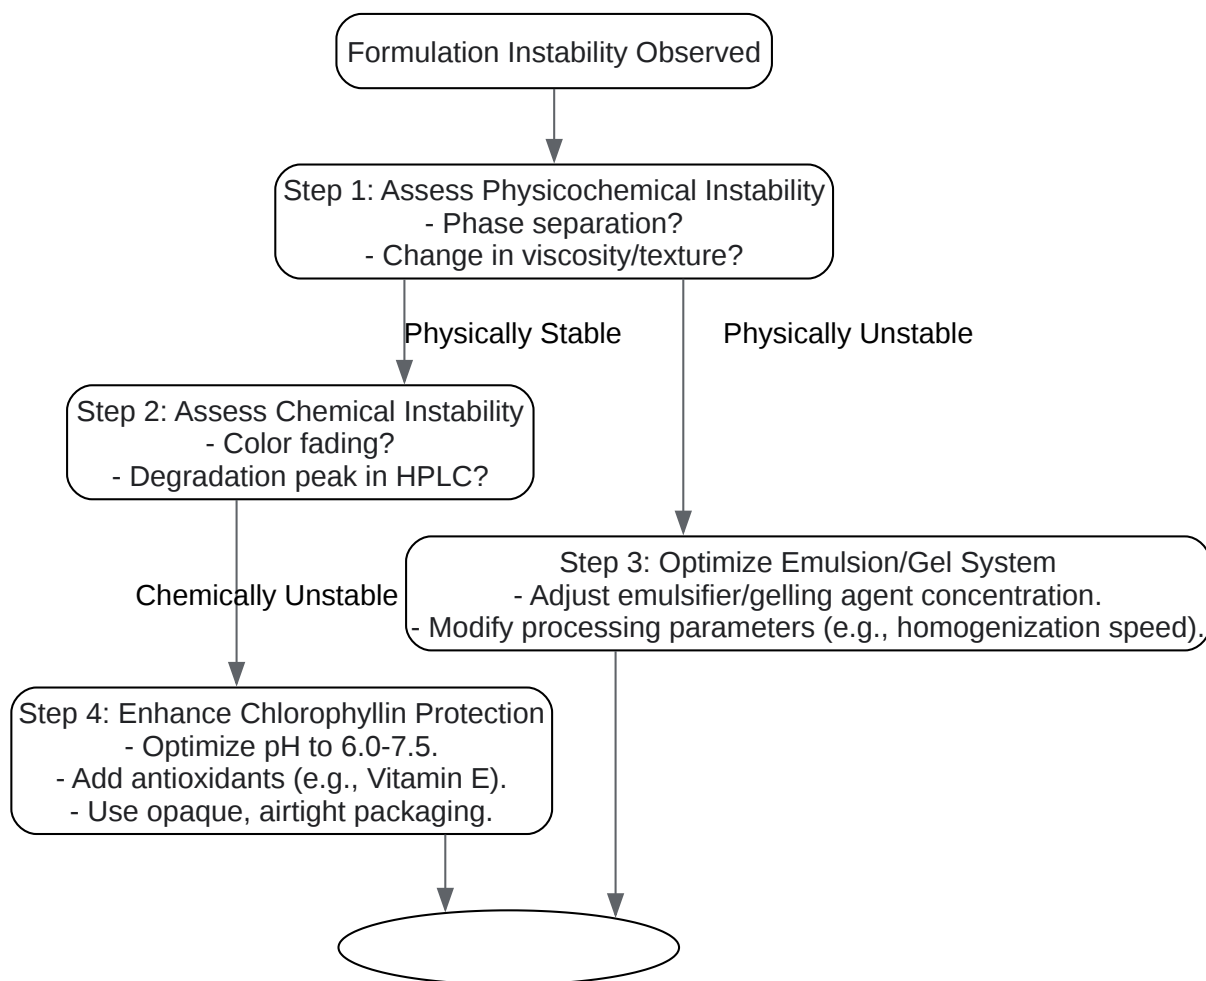 Formulation Instability Observed
Step 1: Assess Physicochemical Instability
- Phase separation?
- Change in viscosity/texture?
Physically Stable
Physically Unstable
Step 2: Assess Chemical Instability
- Color fading?
- Degradation peak in HPLC?
Step 3: Optimize Emulsion/Gel System
- Adjust emulsifier/gelling agent concentration.
- Modify processing parameters (e.g., homogenization speed).
Chemically Unstable
Step 4: Enhance Chlorophyllin Protection
- Optimize pH to 6.0-7.5.
- Add antioxidants (e.g., Vitamin E).
- Use opaque, airtight packaging.